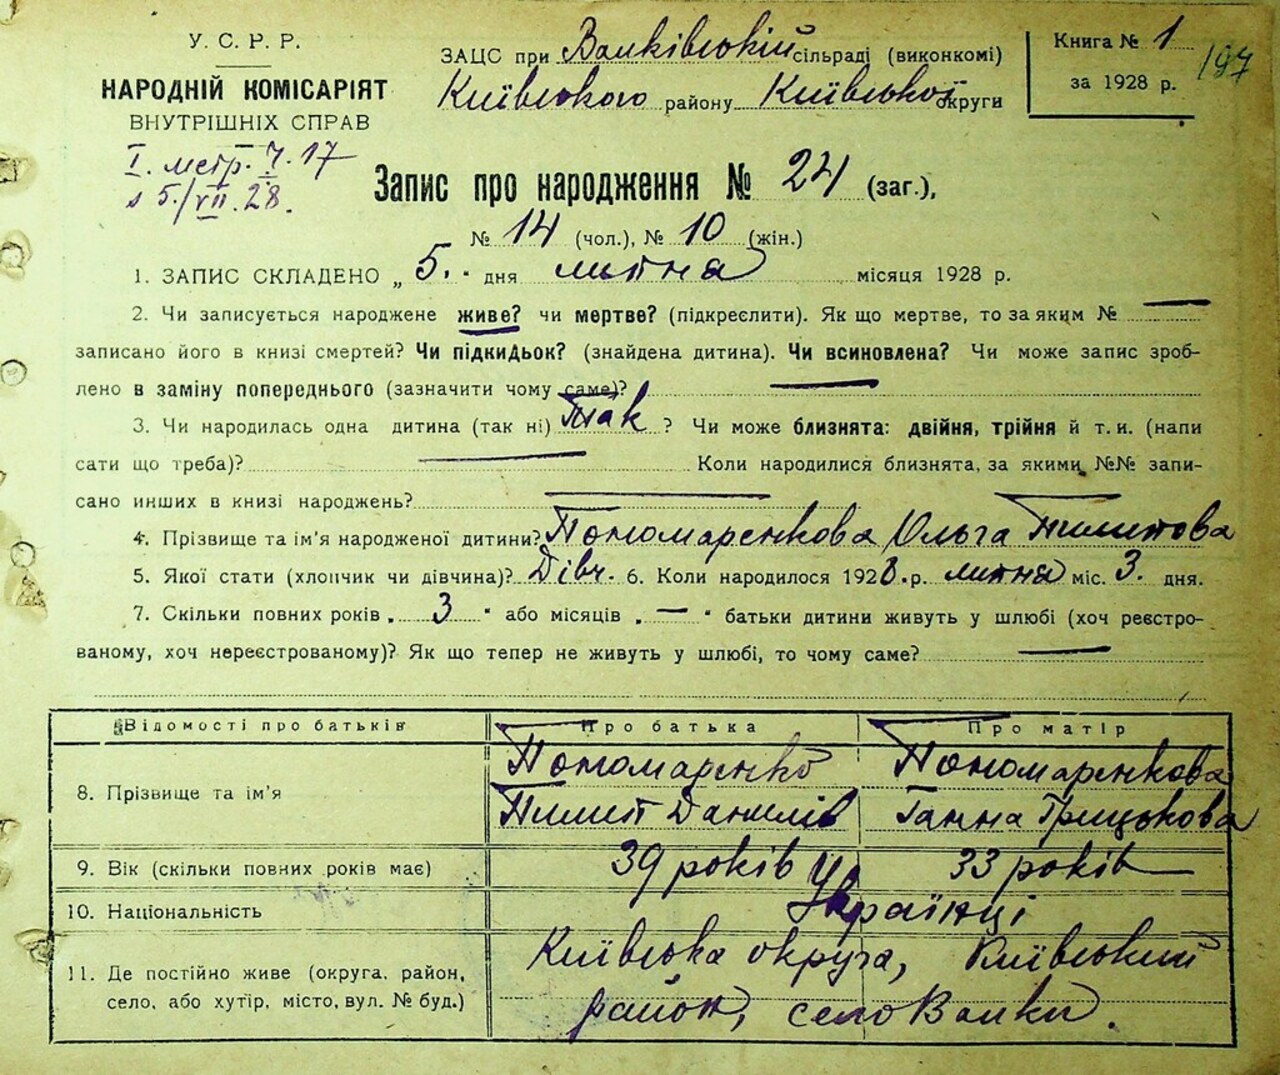 У. С. Р. Р.
НАРОДНІЙ КОМІСАРІЯТ
ВНУТРІШНІХ СПРАВ
I. метр. Ч. 17
з 5./VII. 28.
ЗАЦС при Валківській сільраді (виконкомі)
Київського району Київської округи
Книга № 1
за 1928 р.
197
Запис про народження № 24 (заг.),
№ 14 (чол.), № 10 (жін.)
1. ЗАПИС СКЛАДЕНО „ 5. " дня липня місяця 1928 р.
2. Чи записується народжене живе? чи мертве? (підкреслити). Як що мертве, то за яким № —
записано його в книзі смертей? Чи підкидьок? (знайдена дитина). Чи всиновлена? Чи може запис зроб-
лено в заміну попереднього (зазначити чому саме)? —
3. Чи народилась одна дитина (так ні) Так ? Чи може близнята: двійня, трійня й т. и. (напи
сати що треба)? — Коли народилися близнята, за якими №№ запи-
сано инших в книзі народжень? —
4. Прізвище та ім'я народженої дитини? Пономаренкова Ольга Пилипова
5. Якої стати (хлопчик чи дівчина)? Дівч. 6. Коли народилося 1928. р. липня міс. 3. дня.
7. Скільки повних років „ 3 " або місяців „ — " батьки дитини живуть у шлюбі (хоч реєстро-
ваному, хоч нереєстрованому)? Як що тепер не живуть у шлюбі, то чому саме? —
Відомості про батьків Про батька Про матір
8. Прізвище та ім'я Пономаренко Пономаренкова
Пилип Данилів Ганна Грицькова
9. Вік (скільки повних років має) 39 років 33 років
10. Національність Українці
11. Де постійно живе (округа, район, Київська округа, Київський
село, або хутір, місто, вул. № буд.) район, село Валки.